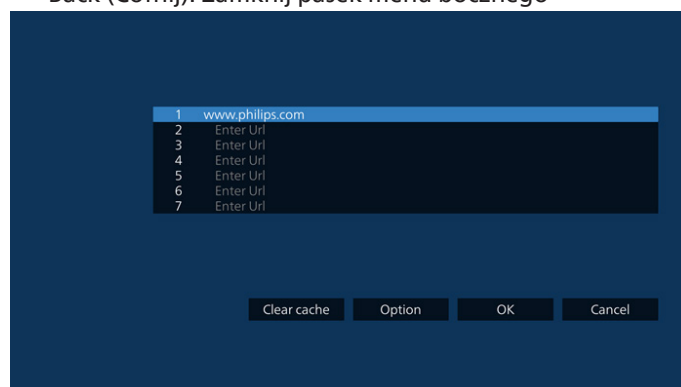 Back (Cofnij): Zamknij pasek menu bocznego
1 www.philips.com
2 Enter Url
3 Enter Url
4 Enter Url
5 Enter Url
6 Enter Url
7 Enter Url
Clear cache Option OK Cancel